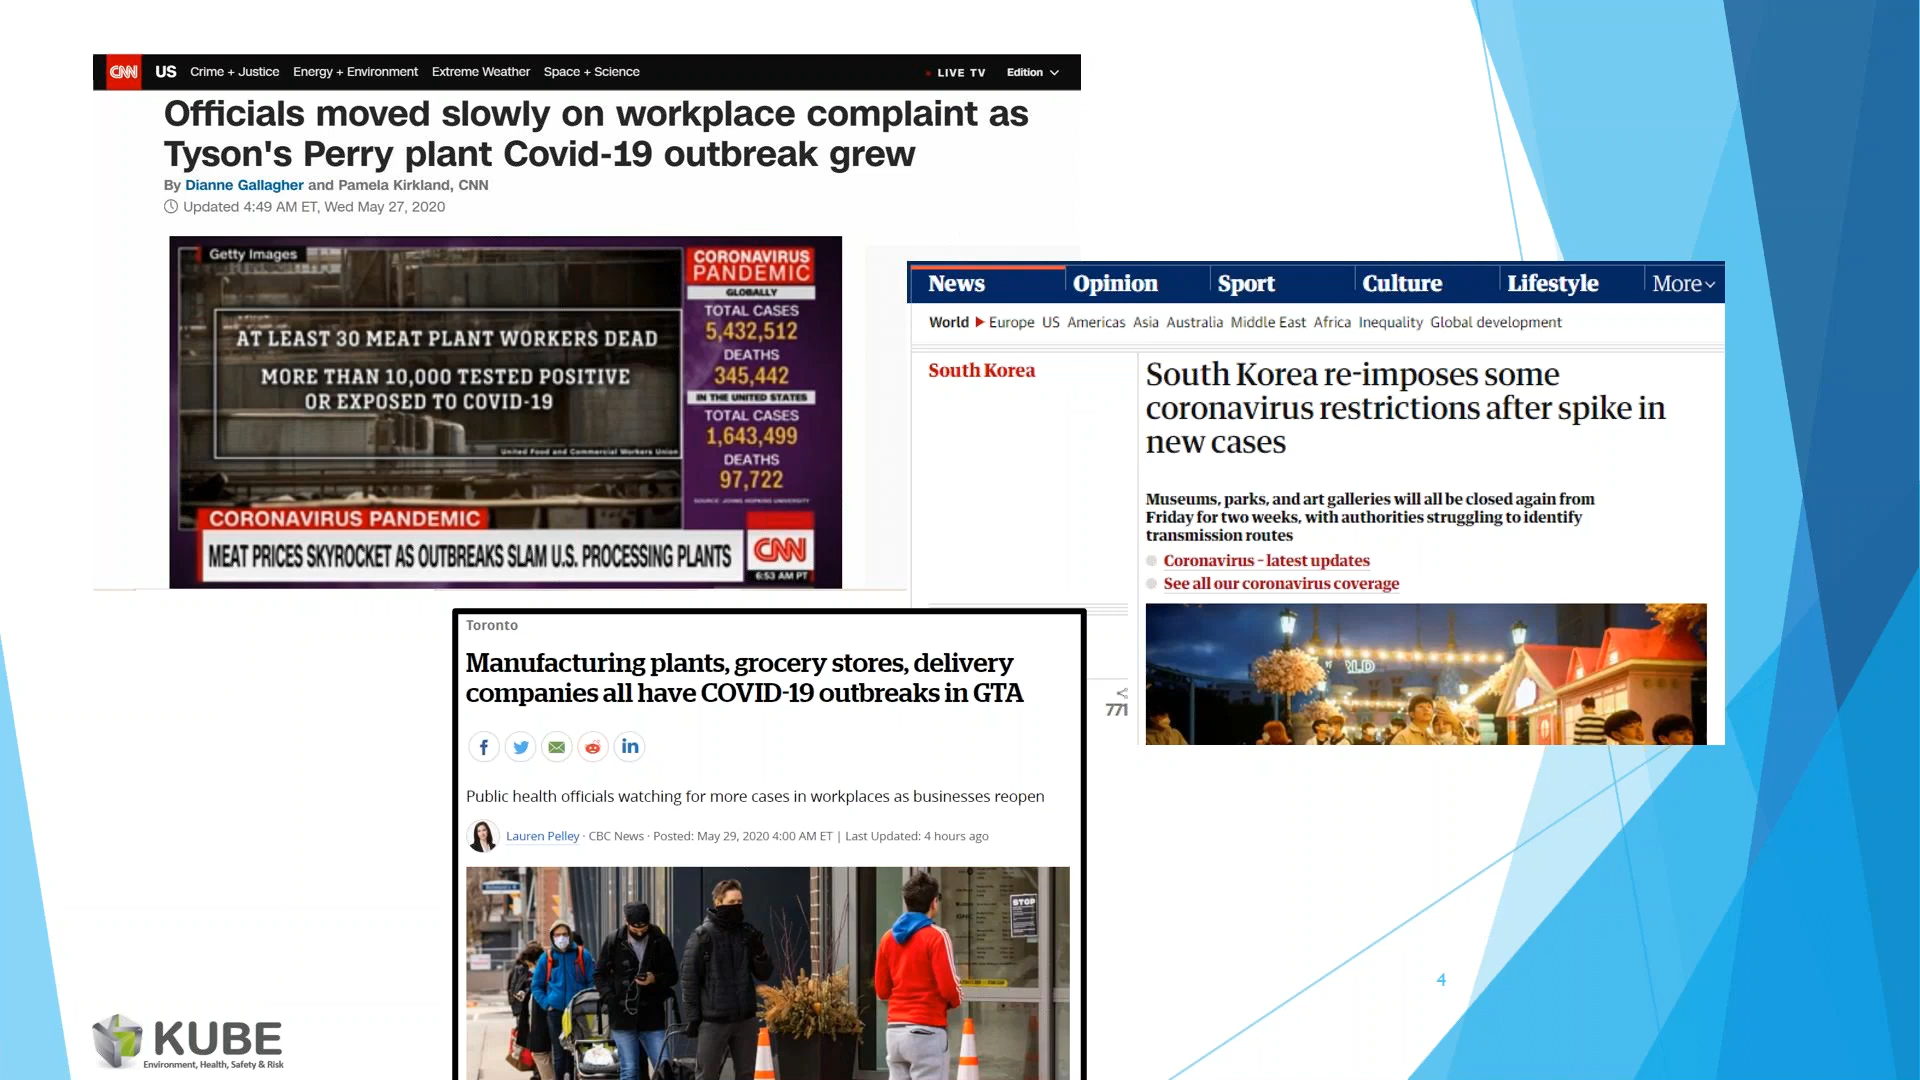 CNN US Crime + Justice Energy + Environment Extreme Weather Space + Science LIVE TV Edition
Officials moved slowly on workplace complaint as
Tyson's Perry plant Covid-19 outbreak grew
By Dianne Gallagher and Pamela Kirkland, CNN
Updated 4:49 AM ET, Wed May 27, 2020
Getty Images
AT LEAST 30 MEAT PLANT WORKERS DEAD
MORE THAN 10,000 TESTED POSITIVE
OR EXPOSED TO COVID-19
United Food and Commercial Workers Union
CORONAVIRUS
PANDEMIC
GLOBALLY
TOTAL CASES
5,432,512
DEATHS
345,442
IN THE UNITED STATES
TOTAL CASES
1,643,499
DEATHS
97,722
SOURCE: JOHNS HOPKINS UNIVERSITY
CORONAVIRUS PANDEMIC
MEAT PRICES SKYROCKET AS OUTBREAKS SLAM U.S. PROCESSING PLANTS
CNN
6:53 AM PT
News Opinion Sport Culture Lifestyle More
World Europe US Americas Asia Australia Middle East Africa Inequality Global development
South Korea
South Korea re-imposes some
coronavirus restrictions after spike in
new cases
Museums, parks, and art galleries will all be closed again from
Friday for two weeks, with authorities struggling to identify
transmission routes
Coronavirus – latest updates
See all our coronavirus coverage
771
Toronto
Manufacturing plants, grocery stores, delivery
companies all have COVID-19 outbreaks in GTA
Public health officials watching for more cases in workplaces as businesses reopen
Lauren Pelley · CBC News · Posted: May 29, 2020 4:00 AM ET | Last Updated: 4 hours ago
STOP
4
KUBE
Environment, Health, Safety & Risk